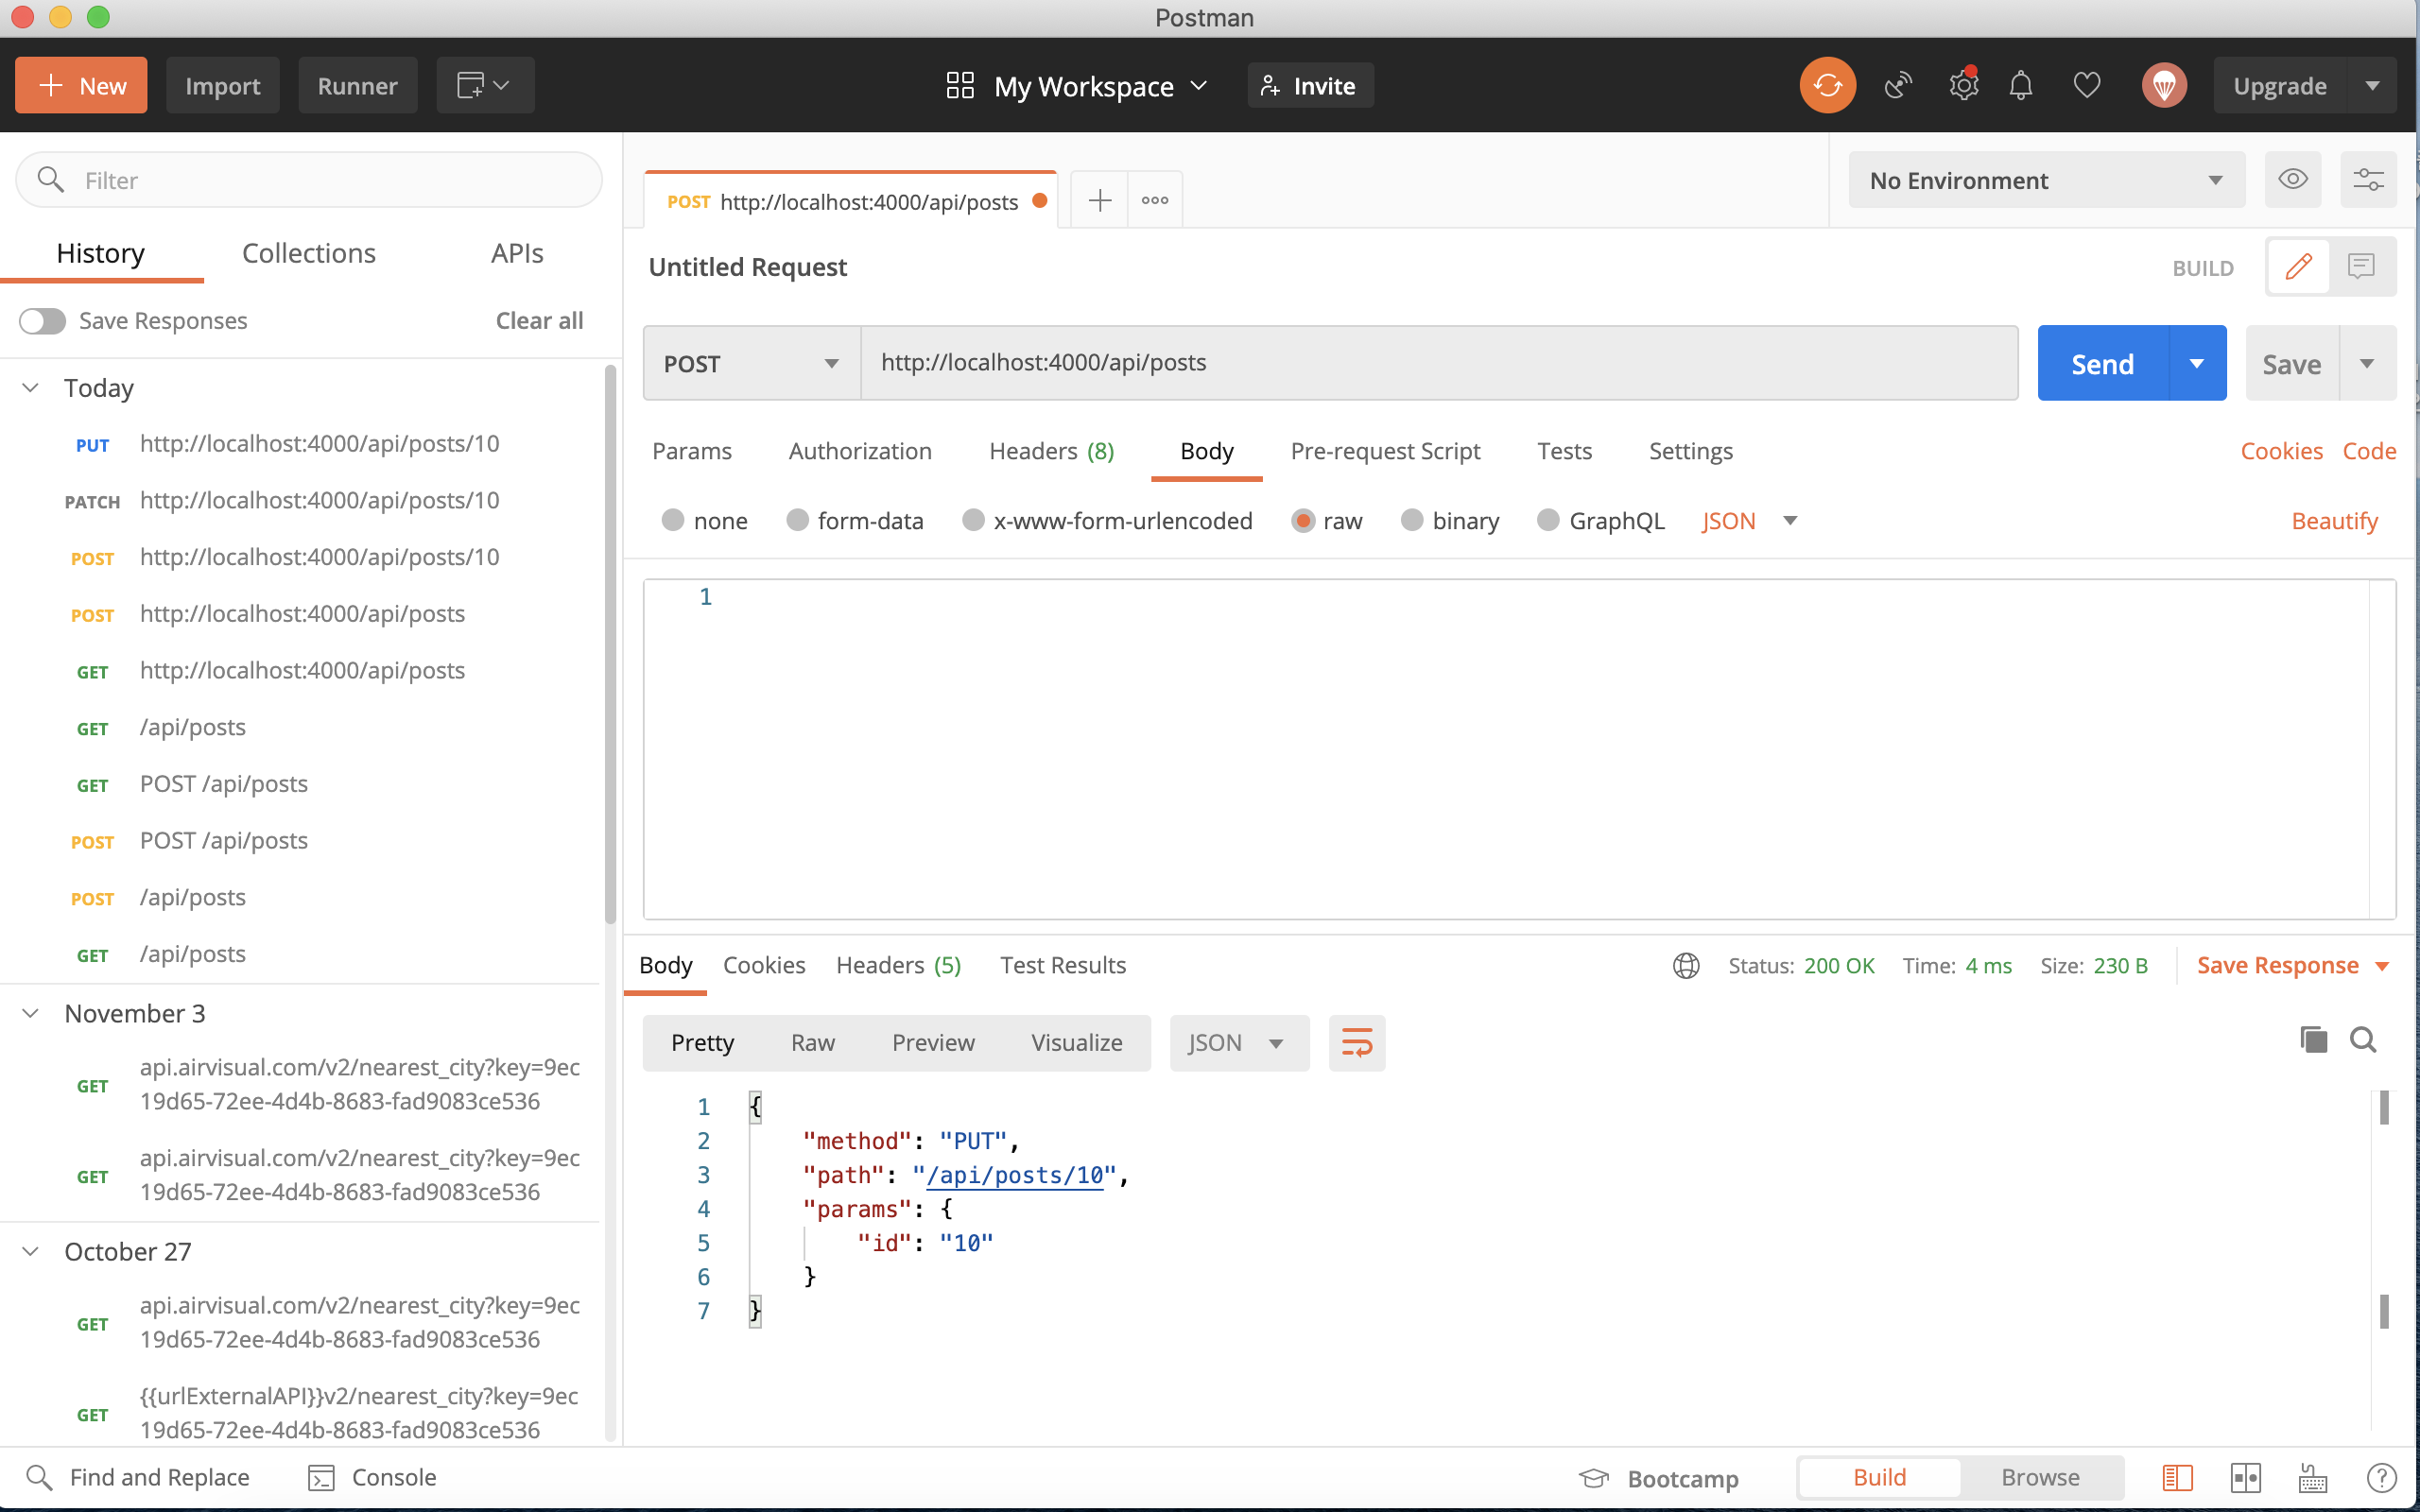 Postman
New
Import
Runner
My Workspace
Invite
Upgrade
Filter
History Collections APIs
Save Responses Clear all
Today
PUT http://localhost:4000/api/posts/10
PATCH http://localhost:4000/api/posts/10
POST http://localhost:4000/api/posts/10
POST http://localhost:4000/api/posts
GET http://localhost:4000/api/posts
GET /api/posts
GET POST /api/posts
POST POST /api/posts
POST /api/posts
GET /api/posts
November 3
GET api.airvisual.com/v2/nearest_city?key=9ec
19d65-72ee-4d4b-8683-fad9083ce536
GET api.airvisual.com/v2/nearest_city?key=9ec
19d65-72ee-4d4b-8683-fad9083ce536
October 27
GET api.airvisual.com/v2/nearest_city?key=9ec
19d65-72ee-4d4b-8683-fad9083ce536
GET {{urlExternalAPI}}v2/nearest_city?key=9ec
19d65-72ee-4d4b-8683-fad9083ce536
POST http://localhost:4000/api/posts
No Environment
Untitled Request
BUILD
POST http://localhost:4000/api/posts
Send
Save
Params Authorization Headers (8) Body Pre-request Script Tests Settings Cookies Code
none form-data x-www-form-urlencoded raw binary GraphQL JSON Beautify
1
Body Cookies Headers (5) Test Results Status: 200 OK Time: 4 ms Size: 230 B Save Response
Pretty Raw Preview Visualize JSON
1 {
2 "method": "PUT",
3 "path": "/api/posts/10",
4 "params": {
5 "id": "10"
6 }
7 }
Find and Replace Console Bootcamp Build Browse